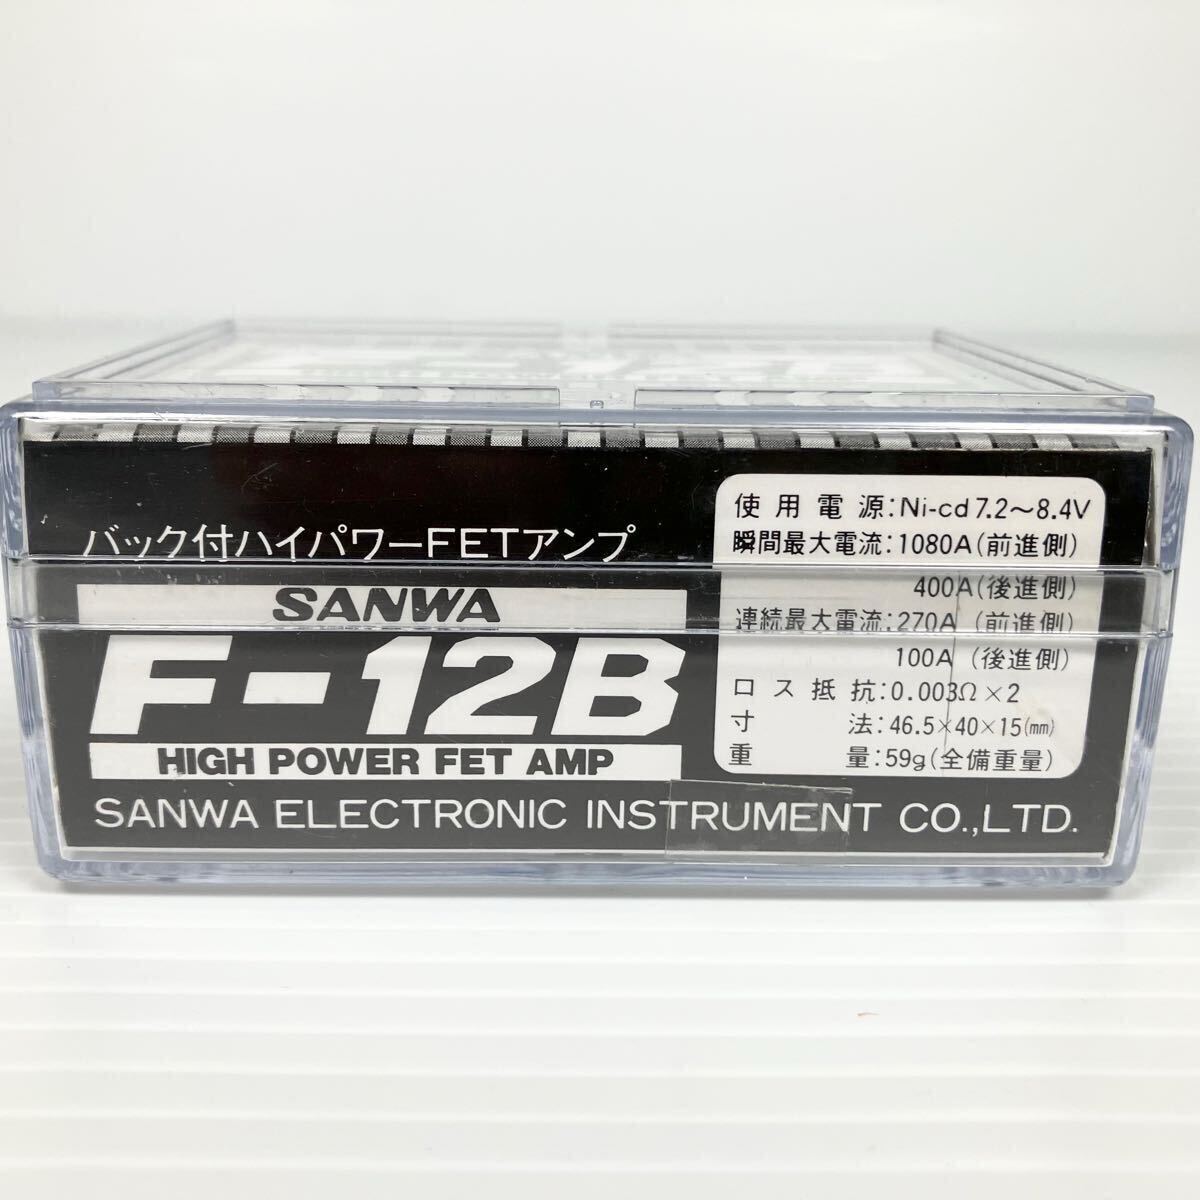 バック付ハイパワーFETアンプ
SANWA
F-12B
HIGH POWER FET AMP
SANWA ELECTRONIC INSTRUMENT CO.,LTD.
使用電源:Ni-cd7.2〜8.4V
瞬間最大電流:1080A(前進側)
400A(後進側)
連続最大電流:270A(前進側)
100A(後進側)
ロス抵抗:0.003Ω×2
寸法:46.5×40×15(mm)
重量:59g(全備重量)